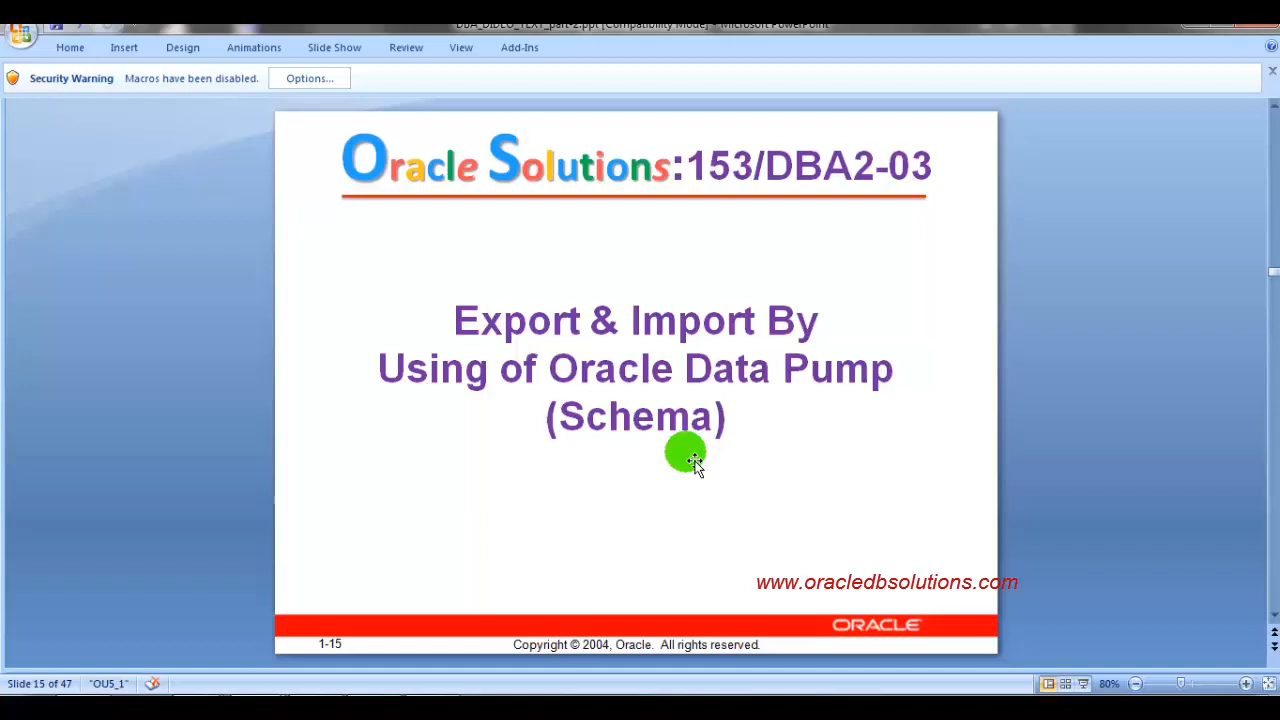 Home Insert Design Animations Slide Show Review View Add-Ins
Security Warning Macros have been disabled. Options...
Oracle Solutions:153/DBA2-03
Export & Import By
Using of Oracle Data Pump
(Schema)
www.oracledbsolutions.com
ORACLE
1-15 Copyright © 2004, Oracle. All rights reserved.
Slide 15 of 47 "OU5_1" 80%